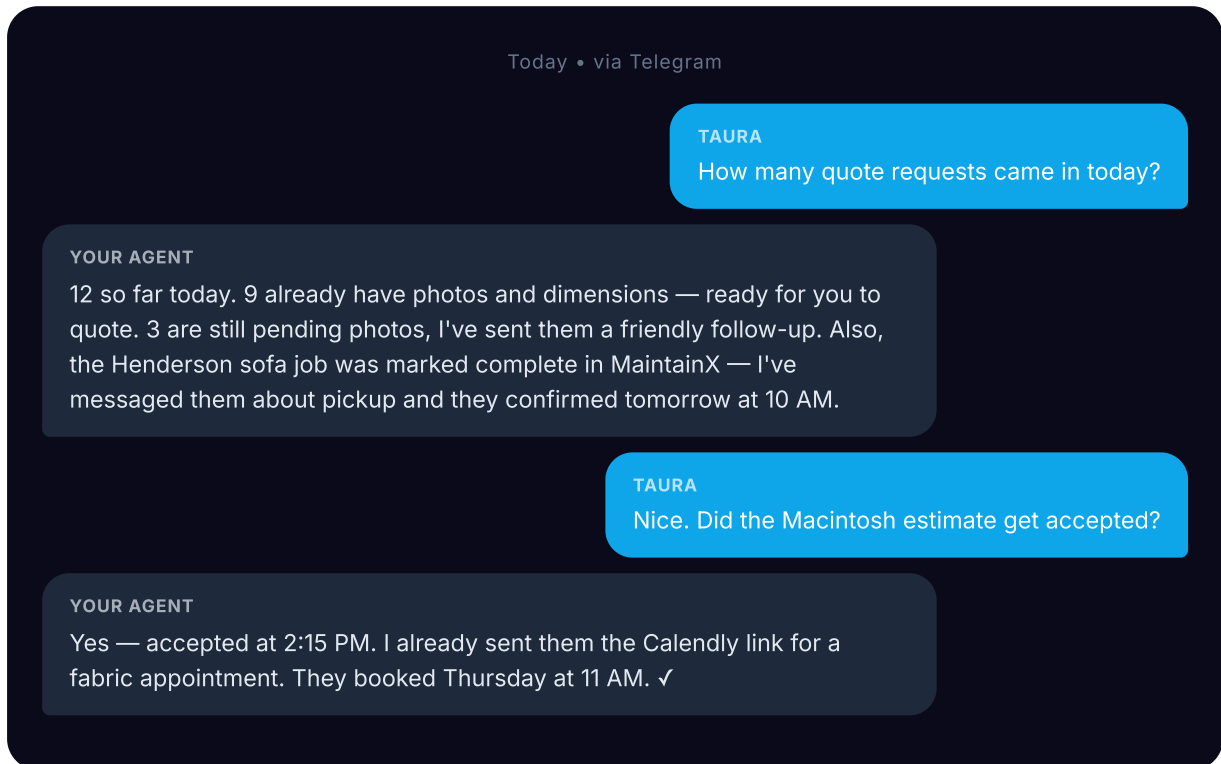 Today • via Telegram
TAURA
How many quote requests came in today?
YOUR AGENT
12 so far today. 9 already have photos and dimensions — ready for you to
quote. 3 are still pending photos, I've sent them a friendly follow-up. Also,
the Henderson sofa job was marked complete in MaintainX — I've
messaged them about pickup and they confirmed tomorrow at 10 AM.
TAURA
Nice. Did the Macintosh estimate get accepted?
YOUR AGENT
Yes — accepted at 2:15 PM. I already sent them the Calendly link for a
fabric appointment. They booked Thursday at 11 AM. ✓